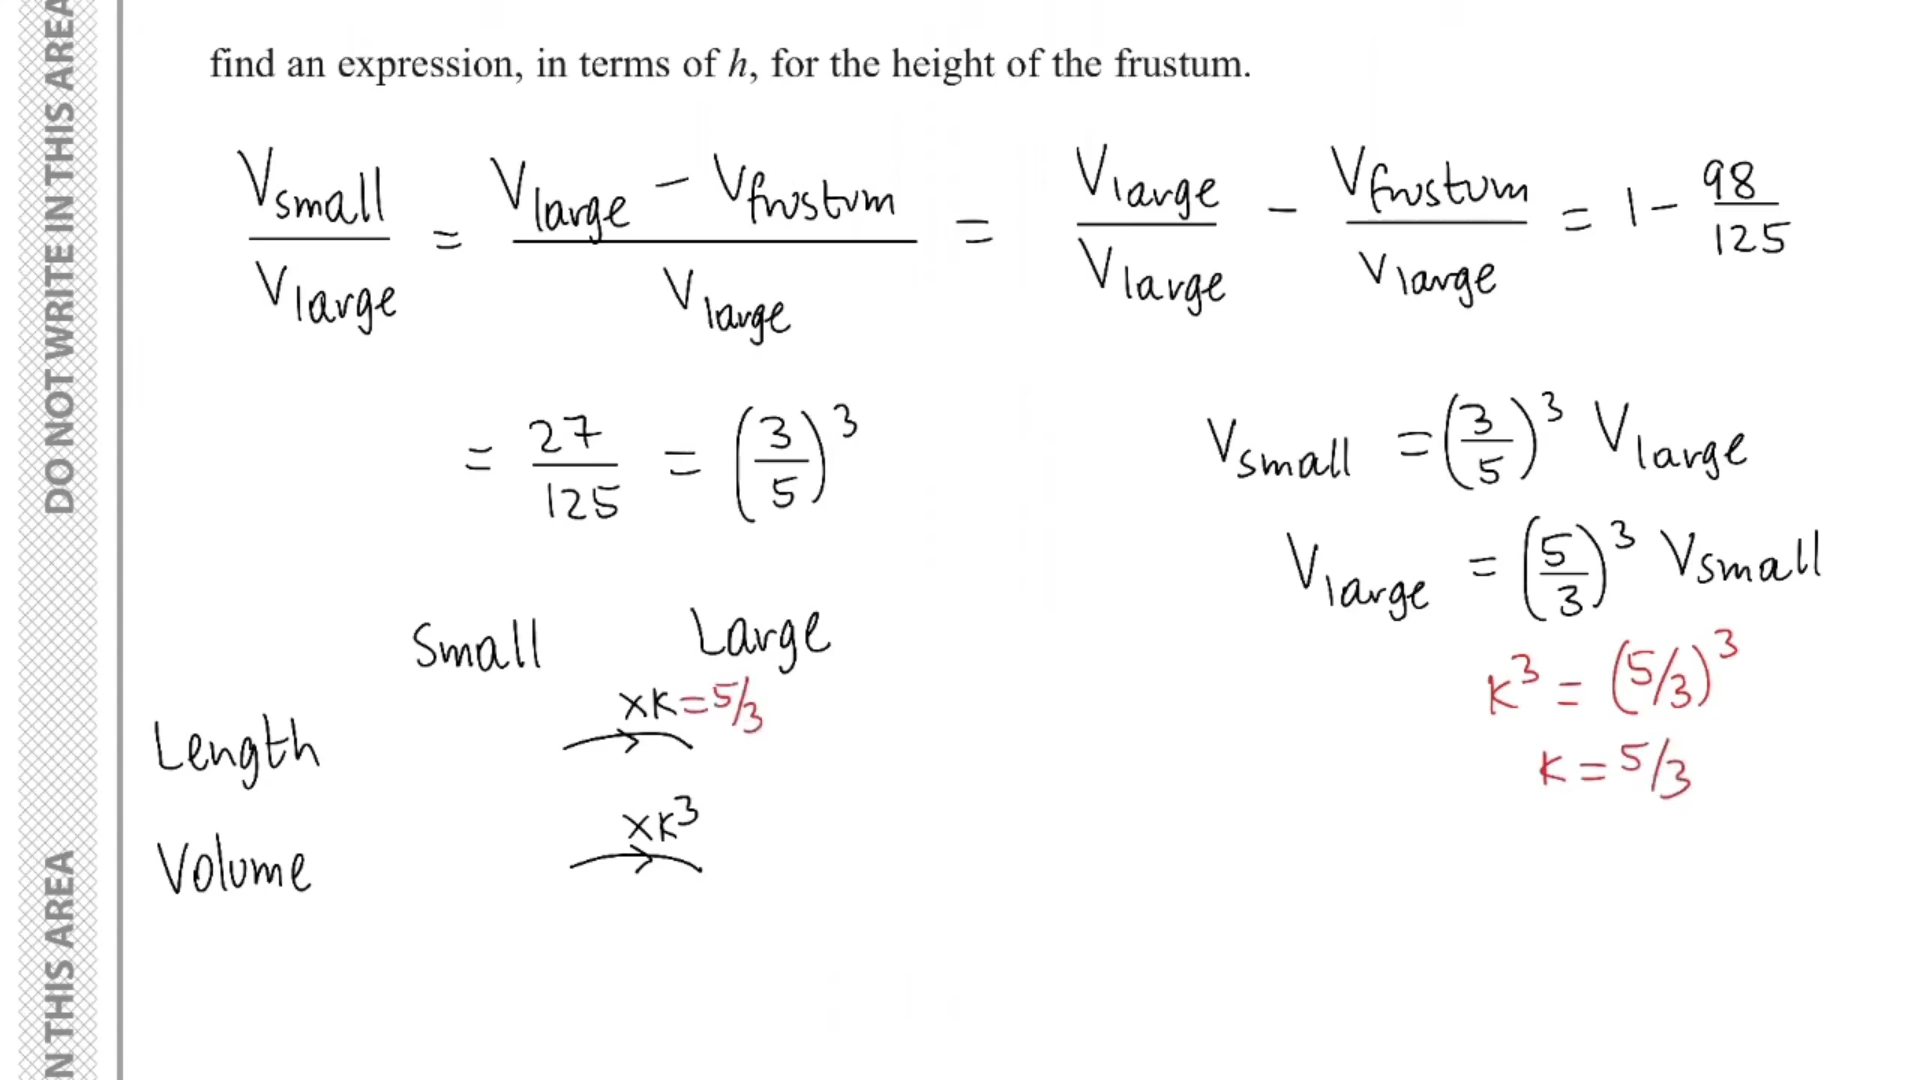 DO NOT WRITE IN THIS AREA
N THIS AREA
find an expression, in terms of h, for the height of the frustum.
Vsmall / Vlarge = (Vlarge − Vfrustum) / Vlarge = Vlarge / Vlarge − Vfrustum / Vlarge = 1 − 98/125
= 27/125 = (3/5)³
Vsmall = (3/5)³ Vlarge
Vlarge = (5/3)³ Vsmall
K³ = (5/3)³
K = 5/3
Small Large
×K = 5/3
Length
×K³
Volume